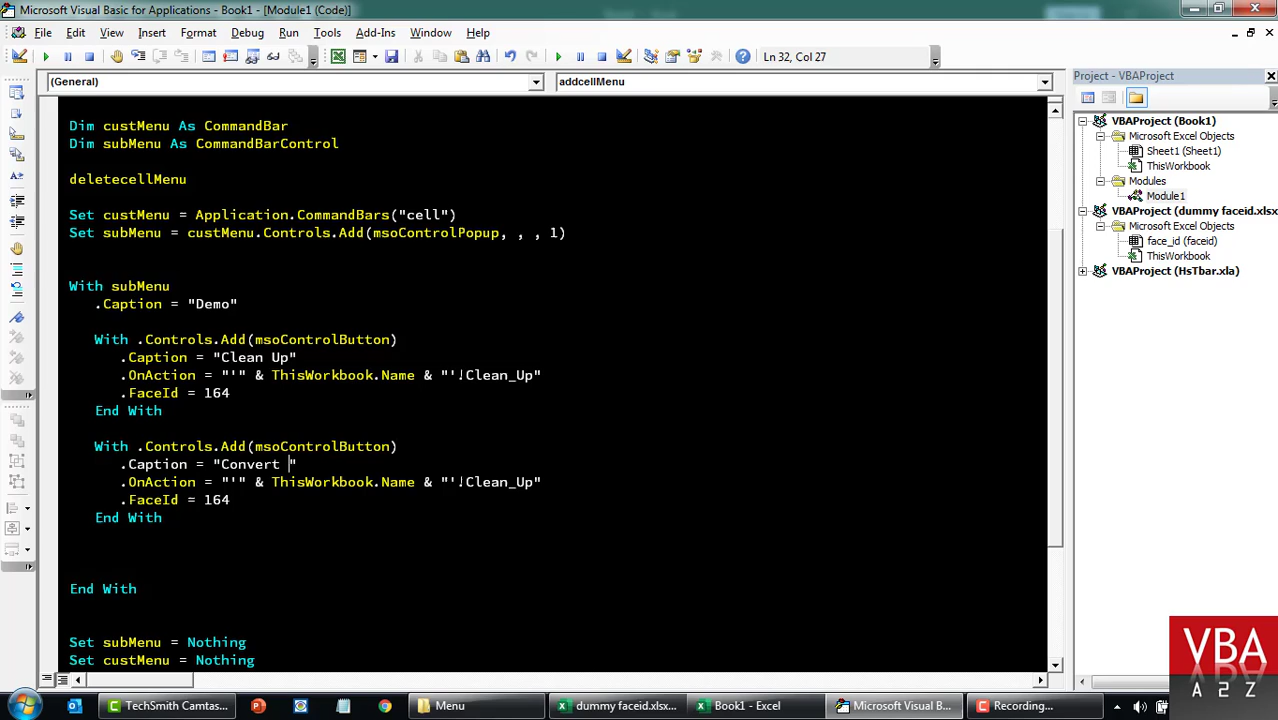 Microsoft Visual Basic for Applications - Book1 - [Module1 (Code)]
File Edit View Insert Format Debug Run Tools Add-Ins Window Help
Ln 32, Col 27
(General)
addcellMenu
Dim custMenu As CommandBar
Dim subMenu As CommandBarControl
deletecellMenu
Set custMenu = Application.CommandBars("cell")
Set subMenu = custMenu.Controls.Add(msoControlPopup, , , 1)
With subMenu
.Caption = "Demo"
With .Controls.Add(msoControlButton)
.Caption = "Clean Up"
.OnAction = "'" & ThisWorkbook.Name & "'!Clean_Up"
.FaceId = 164
End With
With .Controls.Add(msoControlButton)
.Caption = "Convert "
.OnAction = "'" & ThisWorkbook.Name & "'!Clean_Up"
.FaceId = 164
End With
End With
Set subMenu = Nothing
Set custMenu = Nothing
Project - VBAProject
VBAProject (Book1)
Microsoft Excel Objects
Sheet1 (Sheet1)
ThisWorkbook
Modules
Module1
VBAProject (dummy faceid.xlsx
Microsoft Excel Objects
face_id (faceid)
ThisWorkbook
VBAProject (HsTbar.xla)
VBA
A 2 Z
TechSmith Camtas...
Menu
dummy faceid.xlsx...
Book1 - Excel
Microsoft Visual B...
Recording...